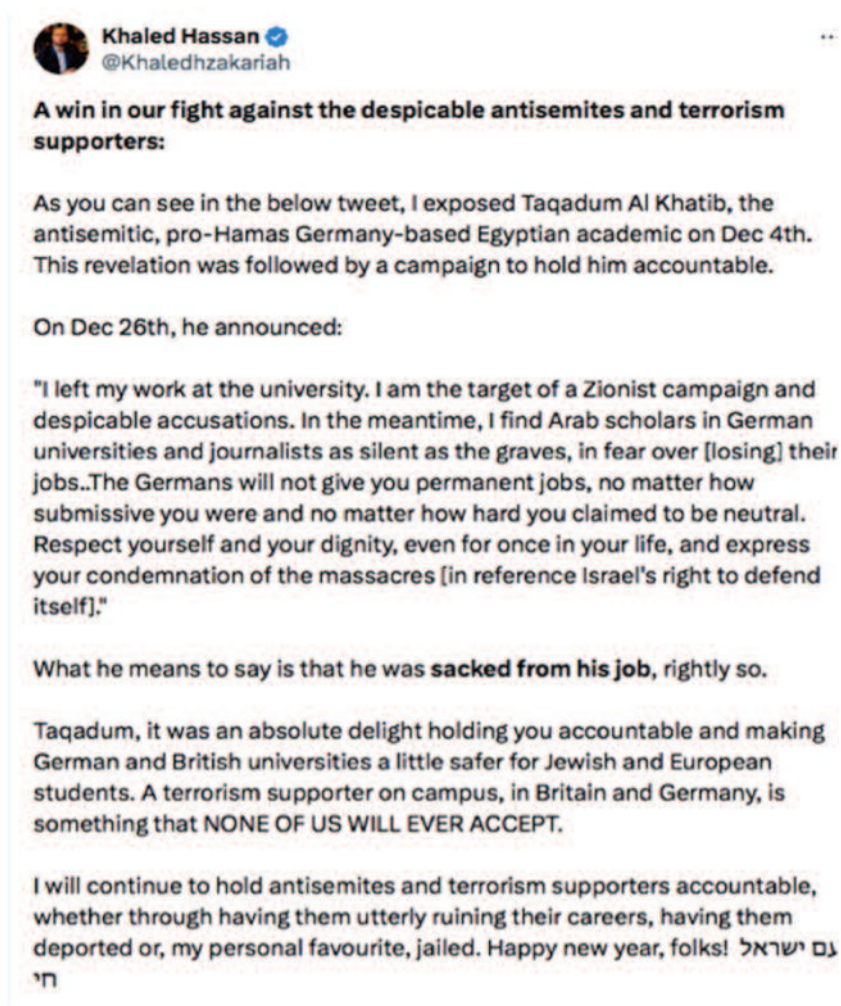 Khaled Hassan
@Khaledhzakariah
A win in our fight against the despicable antisemites and terrorism
supporters:
As you can see in the below tweet, I exposed Taqadum Al Khatib, the
antisemitic, pro-Hamas Germany-based Egyptian academic on Dec 4th.
This revelation was followed by a campaign to hold him accountable.
On Dec 26th, he announced:
"I left my work at the university. I am the target of a Zionist campaign and
despicable accusations. In the meantime, I find Arab scholars in German
universities and journalists as silent as the graves, in fear over [losing] their
jobs..The Germans will not give you permanent jobs, no matter how
submissive you were and no matter how hard you claimed to be neutral.
Respect yourself and your dignity, even for once in your life, and express
your condemnation of the massacres [in reference Israel's right to defend
itself]."
What he means to say is that he was sacked from his job, rightly so.
Taqadum, it was an absolute delight holding you accountable and making
German and British universities a little safer for Jewish and European
students. A terrorism supporter on campus, in Britain and Germany, is
something that NONE OF US WILL EVER ACCEPT.
I will continue to hold antisemites and terrorism supporters accountable,
whether through having them utterly ruining their careers, having them
deported or, my personal favourite, jailed. Happy new year, folks! גם ישראל
חי